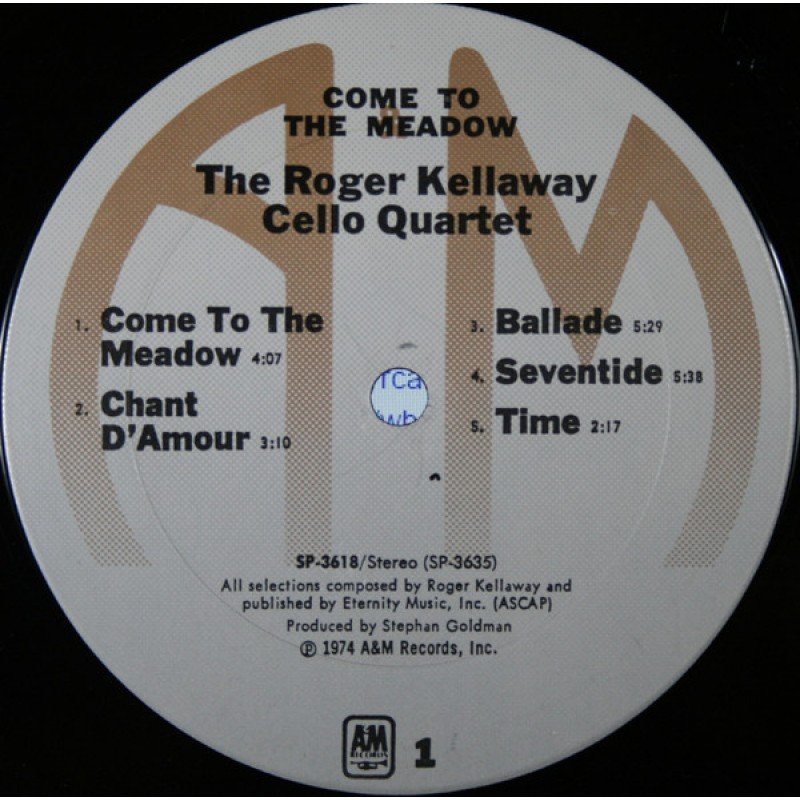 COME TO
THE MEADOW
The Roger Kellaway
Cello Quartet
1. Come To The
Meadow 4:07
2. Chant
D'Amour 3:10
3. Ballade 5:29
4. Seventide 5:38
5. Time 2:17
rca
wh
SP-3618/Stereo (SP-3635)
All selections composed by Roger Kellaway and
published by Eternity Music, Inc. (ASCAP)
Produced by Stephan Goldman
℗ 1974 A&M Records, Inc.
A&M
RECORDS
1